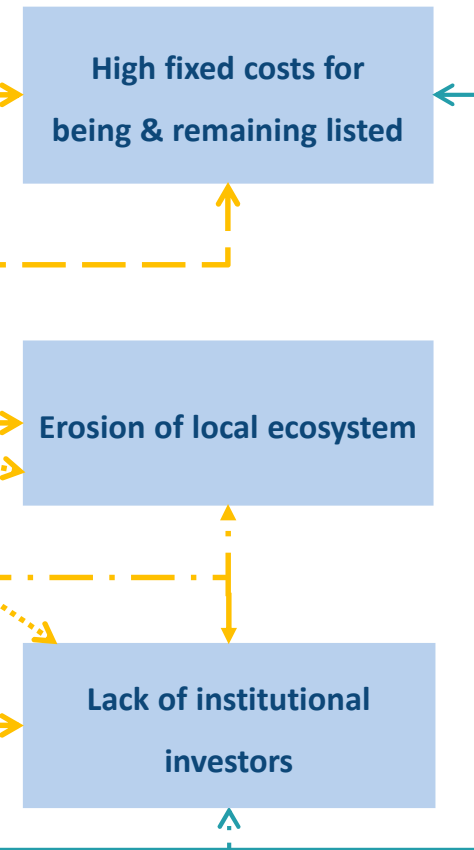 High fixed costs for
being & remaining listed
Erosion of local ecosystem
Lack of institutional
investors